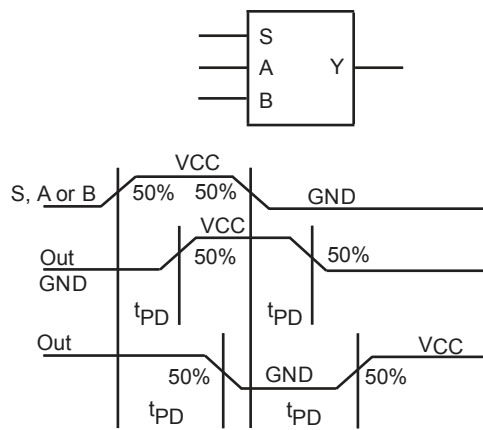 S
A Y
B
VCC
S, A or B 50% 50% GND
VCC
Out 50% 50%
GND
tPD tPD
Out VCC
50% GND 50%
tPD tPD